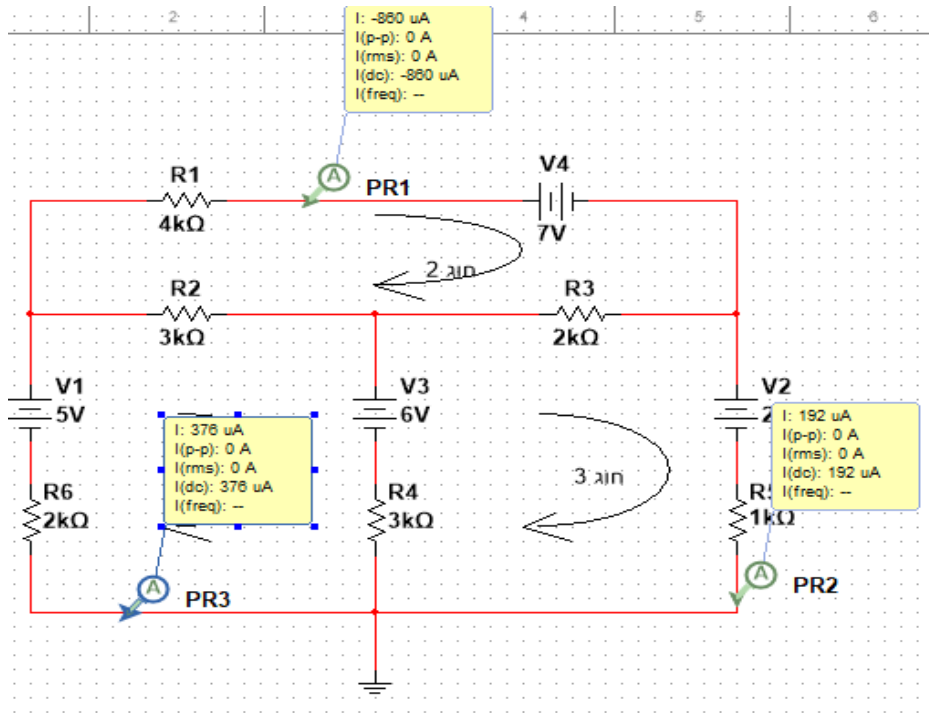 2
4
5
6
I: -860 uA
I(p-p): 0 A
I(rms): 0 A
I(dc): -860 uA
I(freq): --
R1
4kΩ
PR1
V4
7V
חוג 2
R2
3kΩ
R3
2kΩ
V1
5V
V3
6V
V2
2
I: 376 uA
I(p-p): 0 A
I(rms): 0 A
I(dc): 376 uA
I(freq): --
I: 192 uA
I(p-p): 0 A
I(rms): 0 A
I(dc): 192 uA
I(freq): --
חוג 3
R6
2kΩ
R4
3kΩ
R5
1kΩ
A
A
A
PR3
PR2